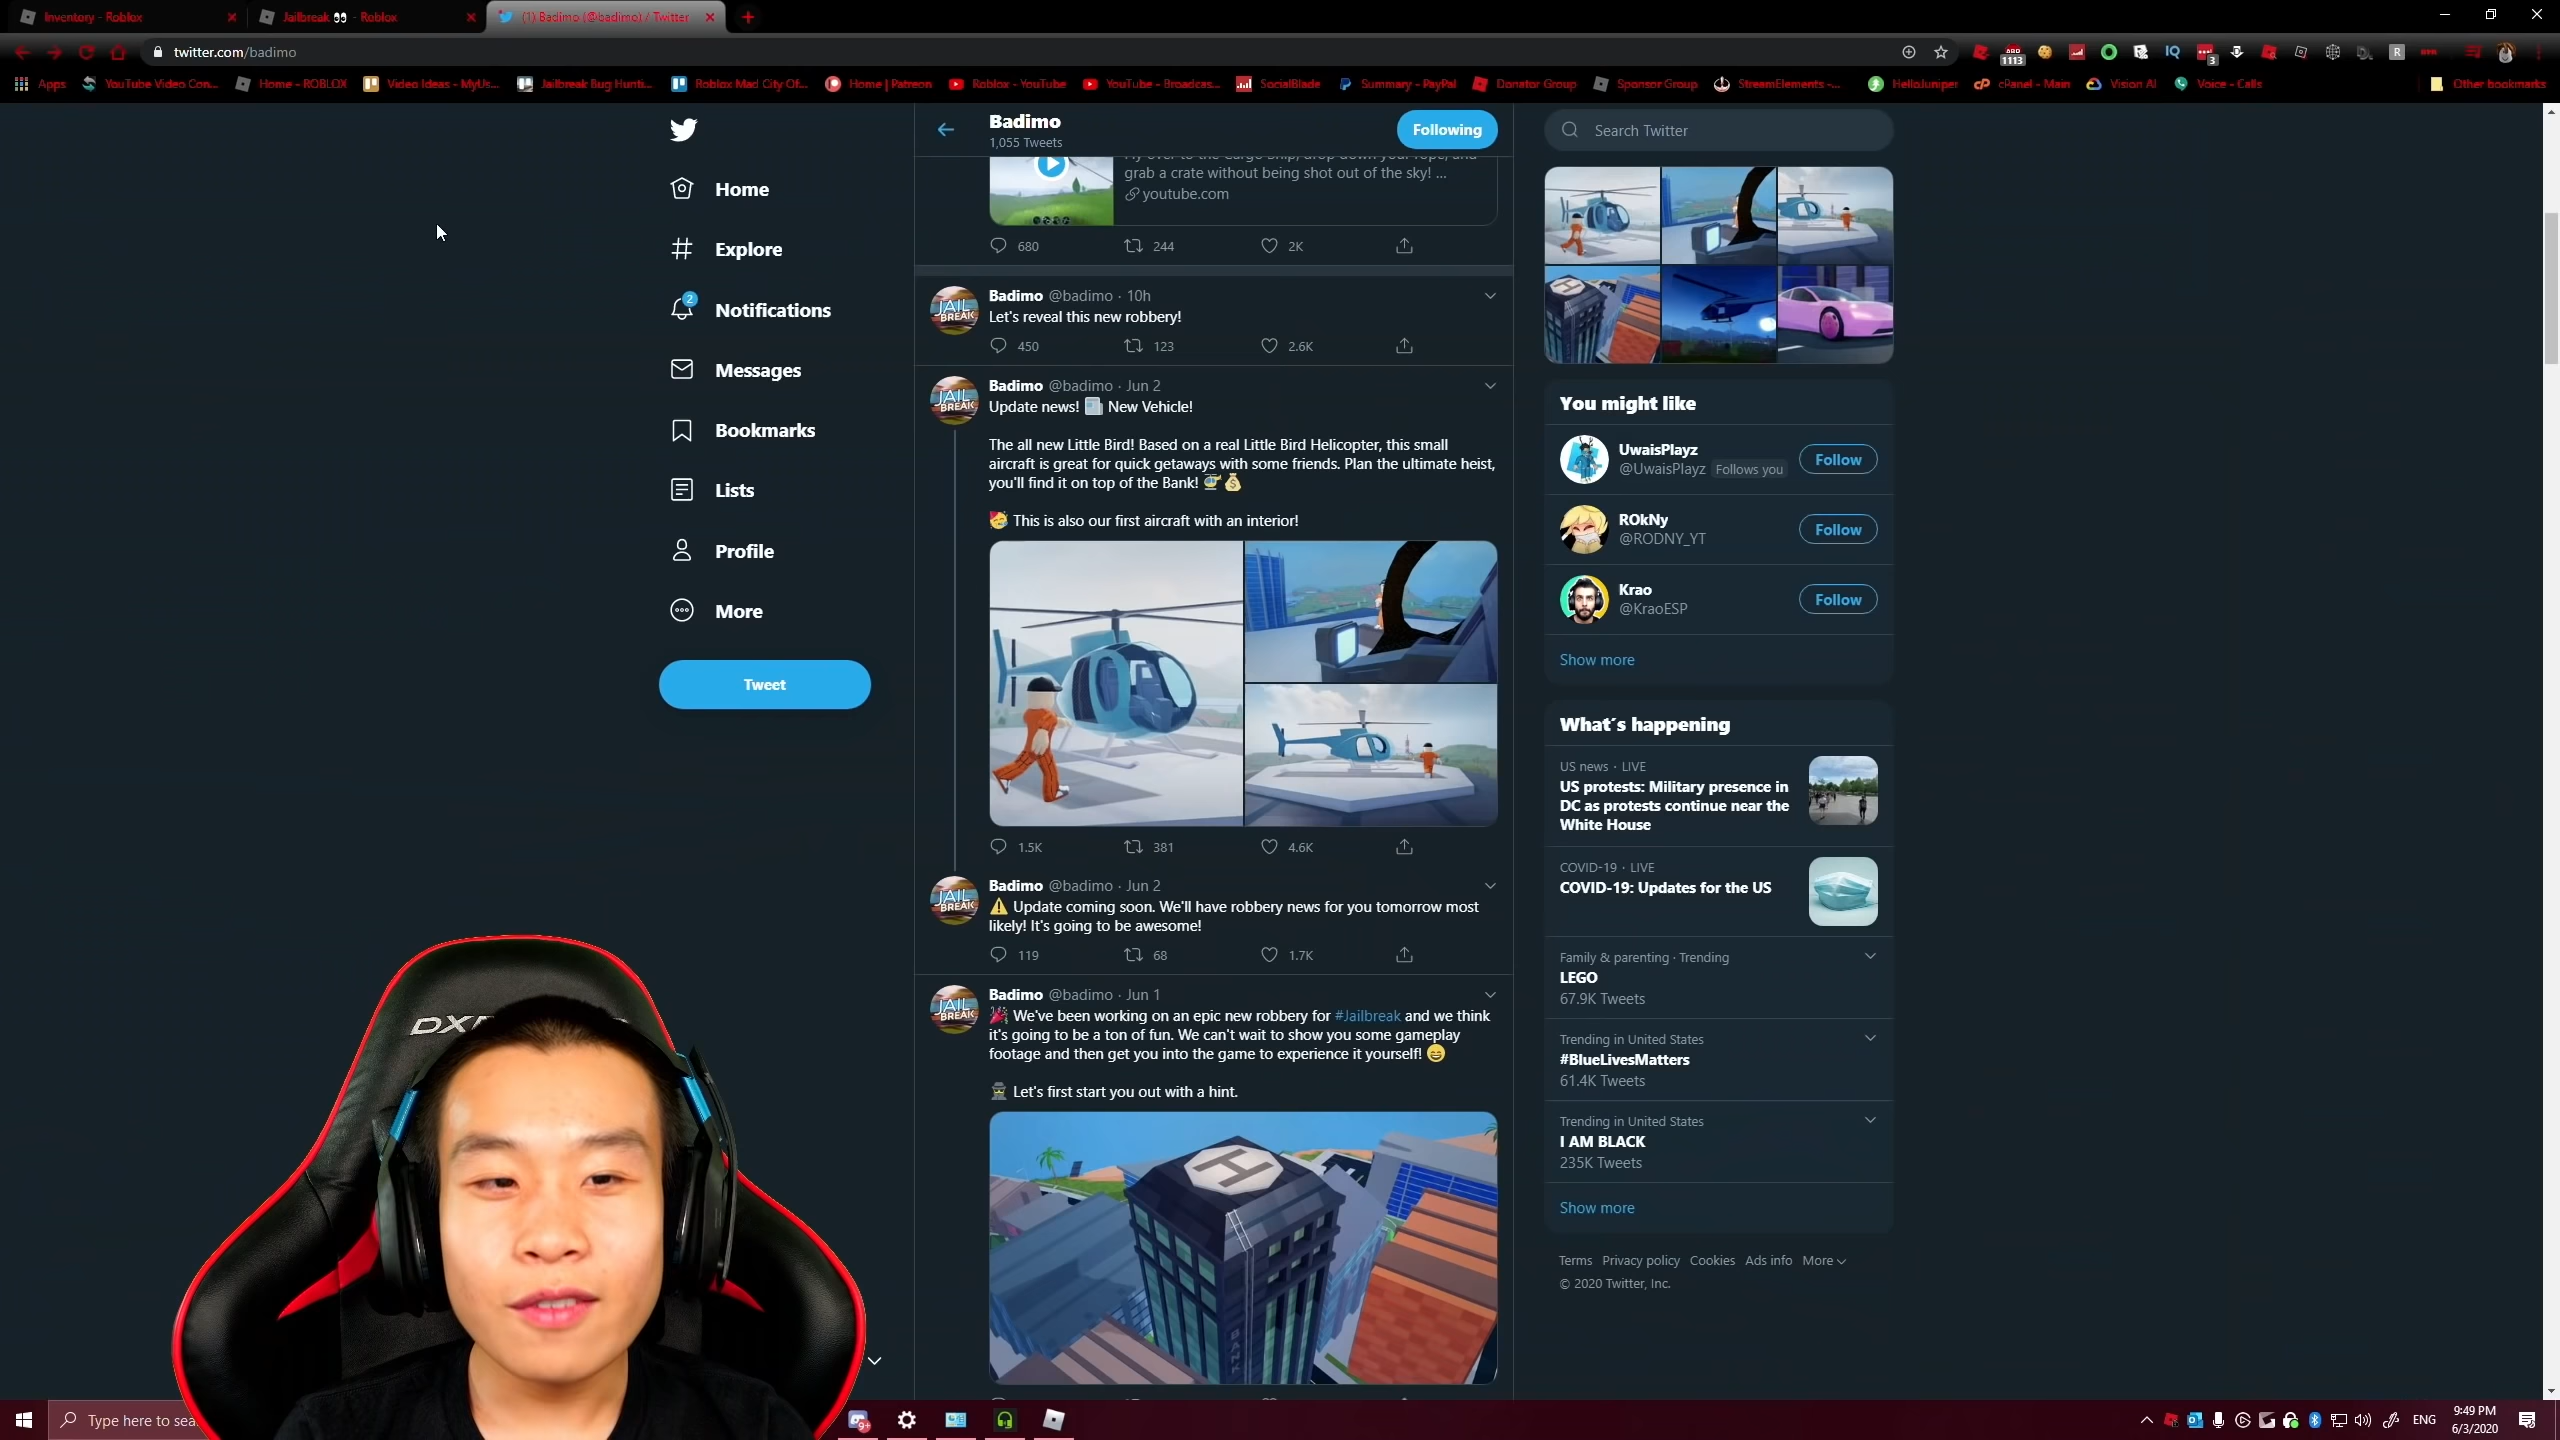 Inventory - Roblox
Jailbreak 👀 - Roblox
(1) Badimo (@badimo) / Twitter
twitter.com/badimo
1113
3
Apps
YouTube Video Con...
Home - ROBLOX
Video Ideas - MyUs...
Jailbreak Bug Hunti...
Roblox Mad City Of...
Home | Patreon
Roblox - YouTube
YouTube - Broadcas...
SocialBlade
Summary - PayPal
Donator Group
Sponsor Group
StreamElements -...
HelloJuniper
cPanel - Main
Vision AI
Voice - Calls
Other bookmarks
Home
Explore
2
Notifications
Messages
Bookmarks
Lists
Profile
More
Tweet
Badimo
1,055 Tweets
Following
grab a crate without being shot out of the sky! ...
youtube.com
680 244 2K
Badimo @badimo · 10h
Let's reveal this new robbery!
450 123 2.6K
Badimo @badimo · Jun 2
Update news! 📰 New Vehicle!
The all new Little Bird! Based on a real Little Bird Helicopter, this small
aircraft is great for quick getaways with some friends. Plan the ultimate heist,
you'll find it on top of the Bank! 🚁💰
🥳 This is also our first aircraft with an interior!
1.5K 381 4.6K
Badimo @badimo · Jun 2
⚠️ Update coming soon. We'll have robbery news for you tomorrow most
likely! It's going to be awesome!
119 68 1.7K
Badimo @badimo · Jun 1
🎉 We've been working on an epic new robbery for #Jailbreak and we think
it's going to be a ton of fun. We can't wait to show you some gameplay
footage and then get you into the game to experience it yourself! 😄
🕵️ Let's first start you out with a hint.
H
BANK
JAIL
BREAK
Search Twitter
You might like
UwaisPlayz
@UwaisPlayz Follows you
Follow
ROkNy
@RODNY_YT
Follow
Krao
@KraoESP
Follow
Show more
What's happening
US news · LIVE
US protests: Military presence in
DC as protests continue near the
White House
COVID-19 · LIVE
COVID-19: Updates for the US
Family & parenting · Trending
LEGO
67.9K Tweets
Trending in United States
#BlueLivesMatters
61.4K Tweets
Trending in United States
I AM BLACK
235K Tweets
Show more
Terms Privacy policy Cookies Ads info More
© 2020 Twitter, Inc.
DXR
Type here to sea
9+
ENG
9:49 PM
6/3/2020